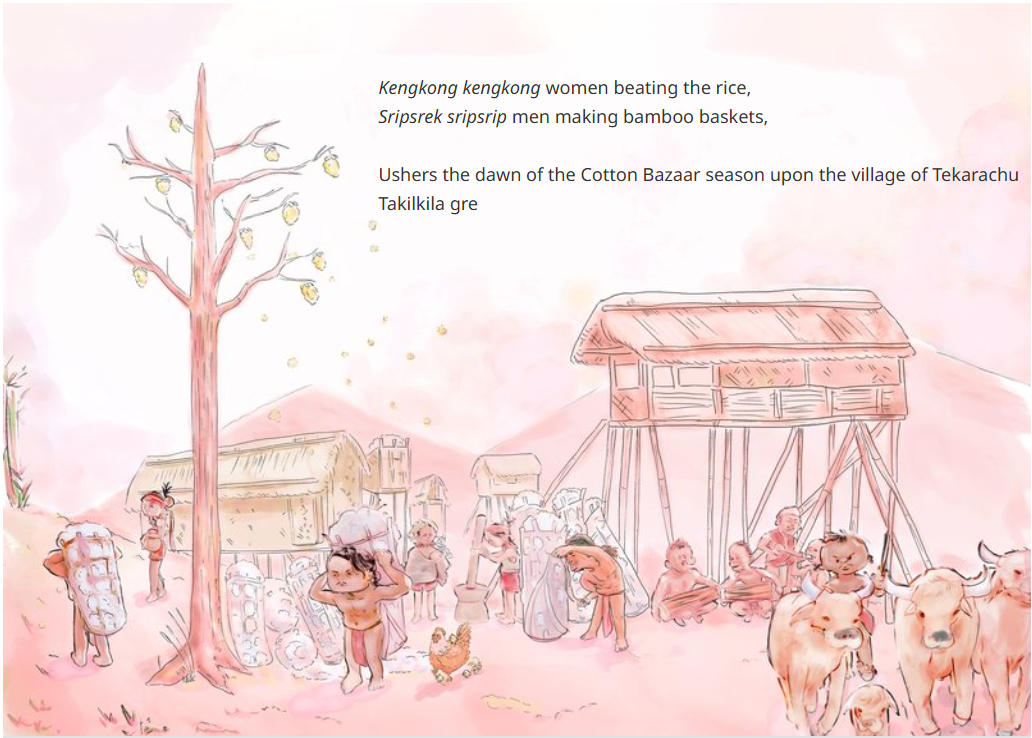 Kengkong kengkong women beating the rice,
Sripsrek sripsrip men making bamboo baskets,
Ushers the dawn of the Cotton Bazaar season upon the village of Tekarachu
Takilkila gre